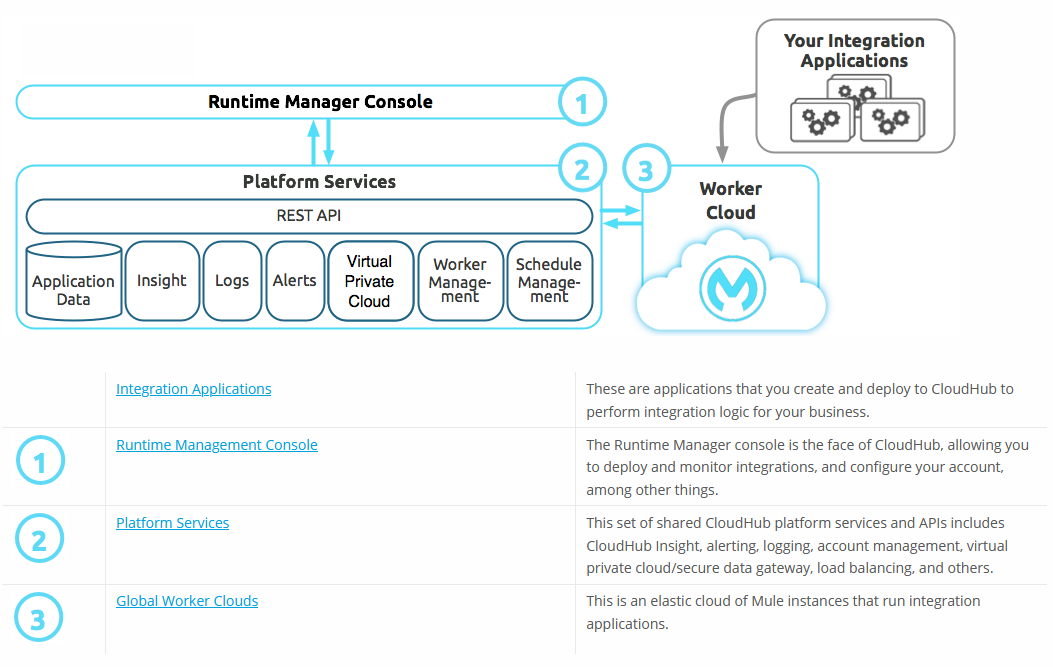 Your Integration
Applications
Runtime Manager Console
1
Platform Services
2
3
REST API
Application
Data
Insight
Logs
Alerts
Virtual
Private
Cloud
Worker
Manage-
ment
Schedule
Manage-
ment
Worker
Cloud
Integration Applications
These are applications that you create and deploy to CloudHub to
perform integration logic for your business.
1
Runtime Management Console
The Runtime Manager console is the face of CloudHub, allowing you
to deploy and monitor integrations, and configure your account,
among other things.
2
Platform Services
This set of shared CloudHub platform services and APIs includes
CloudHub Insight, alerting, logging, account management, virtual
private cloud/secure data gateway, load balancing, and others.
3
Global Worker Clouds
This is an elastic cloud of Mule instances that run integration
applications.